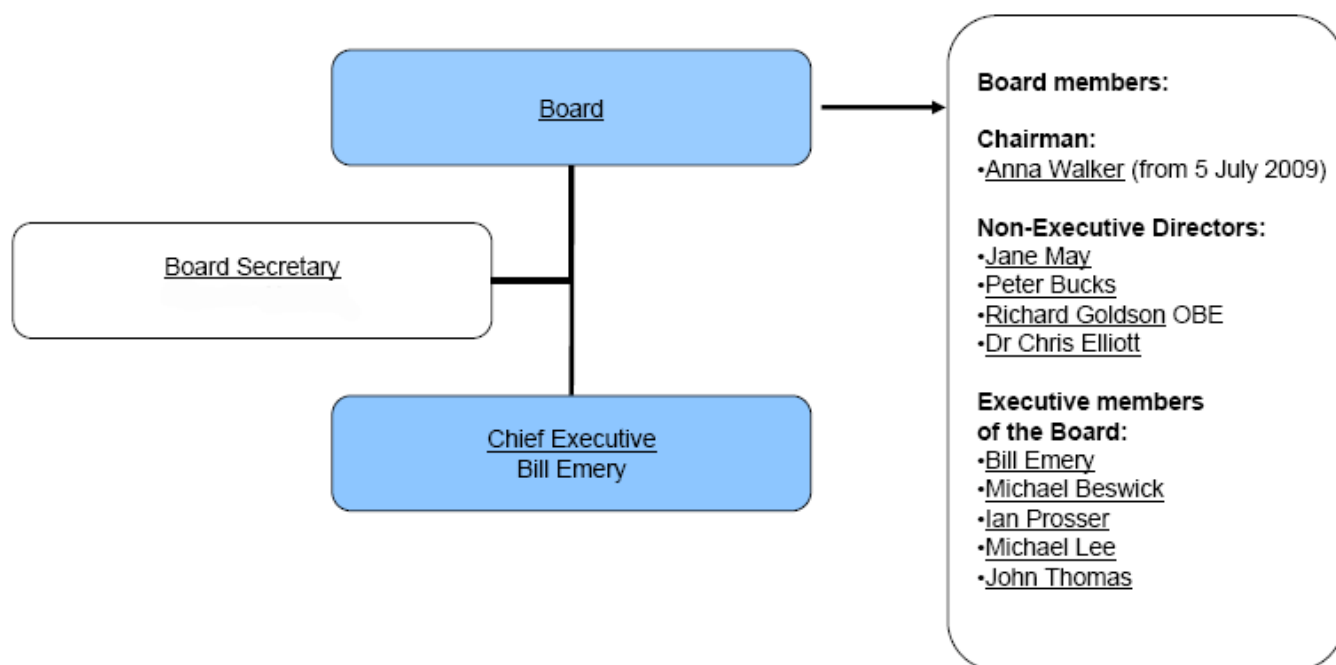 Board
Board Secretary
Chief Executive
Bill Emery
Board members:
Chairman:
•Anna Walker (from 5 July 2009)
Non-Executive Directors:
•Jane May
•Peter Bucks
•Richard Goldson OBE
•Dr Chris Elliott
Executive members
of the Board:
•Bill Emery
•Michael Beswick
•Ian Prosser
•Michael Lee
•John Thomas